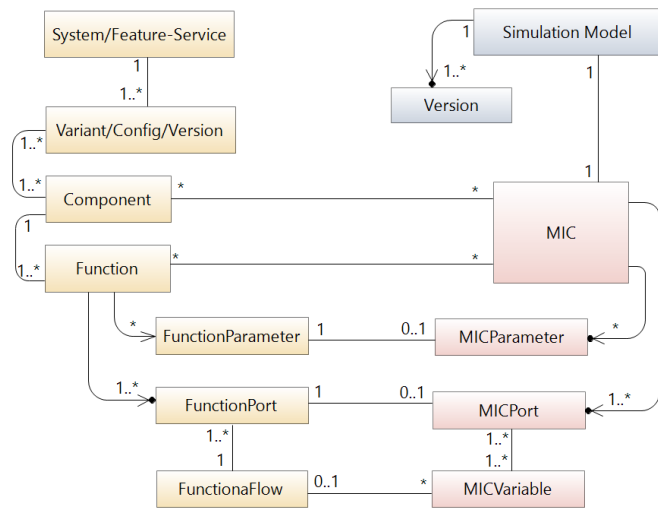 System/Feature-Service
1
1..*
Variant/Config/Version
1..*
1..*
Component
1
1..*
Function
Simulation Model
1
1..*
Version
1
1
*
*
MIC
*
*
*
FunctionParameter
1
0..1
MICParameter
*
1..*
FunctionPort
1
0..1
MICPort
1..*
1..*
1
1..*
1..*
FunctionaFlow
0..1
*
MICVariable